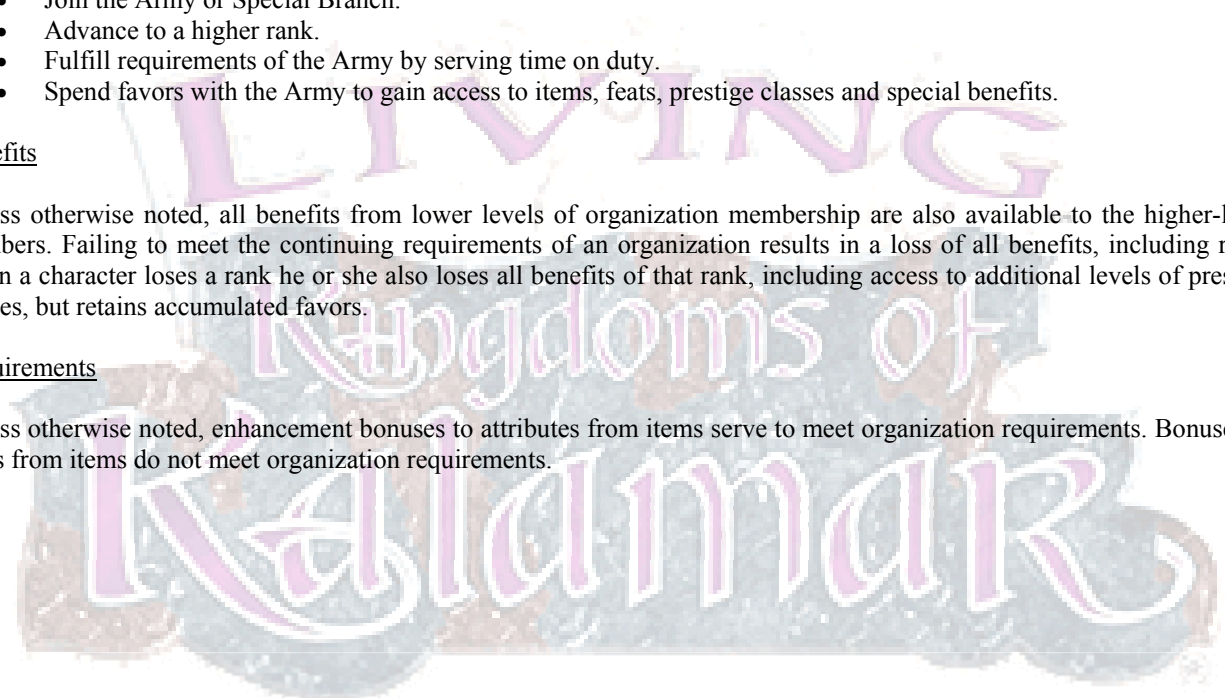 Join the Army or Special Branch.
• Advance to a higher rank.
• Fulfill requirements of the Army by serving time on duty.
• Spend favors with the Army to gain access to items, feats, prestige classes and special benefits.
LIVING
efits
ss otherwise noted, all benefits from lower levels of organization membership are also available to the higher-l
bers. Failing to meet the continuing requirements of an organization results in a loss of all benefits, including
n a character loses a rank he or she also loses all benefits of that rank, including access to additional levels of pres
es, but retains accumulated favors.
Kingdoms of
uirements
ss otherwise noted, enhancement bonuses to attributes from items serve to meet organization requirements. Bonuse
s from items do not meet organization requirements.
Kalamar